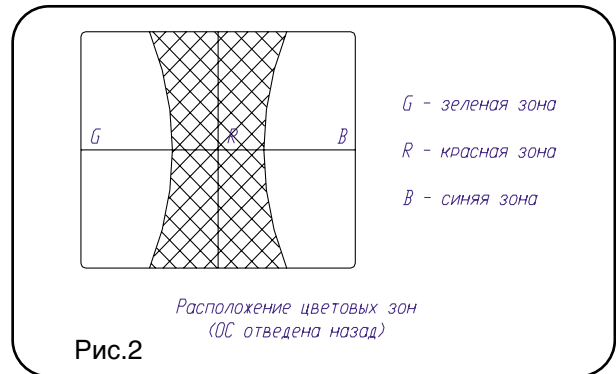 G R B
G - зеленая зона
R - красная зона
B - синяя зона
Расположение цветовых зон
(ОС отведена назад)
Рис.2